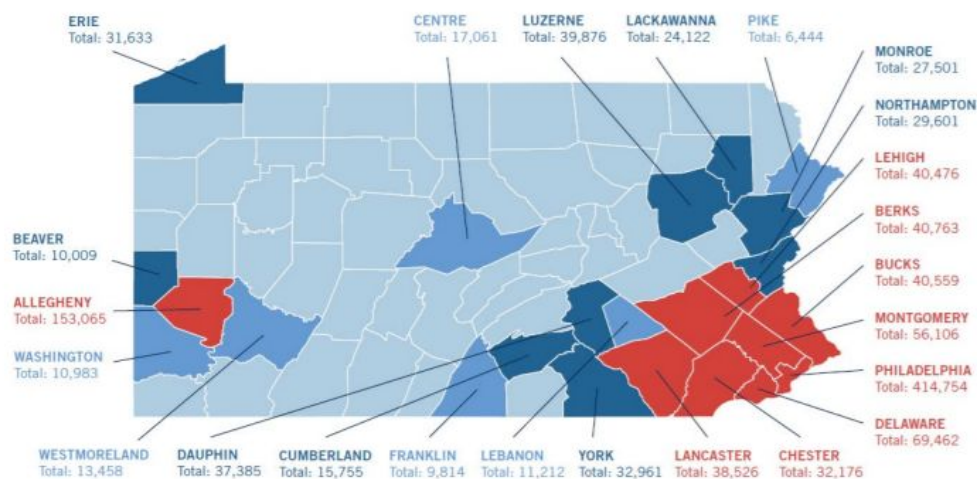 ERIE
Total: 31,633
CENTRE
Total: 17,061
LUZERNE
Total: 39,876
LACKAWANNA
Total: 24,122
PIKE
Total: 6,444
MONROE
Total: 27,501
NORTHAMPTON
Total: 29,601
LEHIGH
Total: 40,476
BERKS
Total: 40,763
BUCKS
Total: 40,559
MONTGOMERY
Total: 56,106
PHILADELPHIA
Total: 414,754
DELAWARE
Total: 69,462
BEAVER
Total: 10,009
ALLEGHENY
Total: 153,065
WASHINGTON
Total: 10,983
WESTMORELAND
Total: 13,458
DAUPHIN
Total: 37,385
CUMBERLAND
Total: 15,755
FRANKLIN
Total: 9,814
LEBANON
Total: 11,212
YORK
Total: 32,961
LANCASTER
Total: 38,526
CHESTER
Total: 32,176